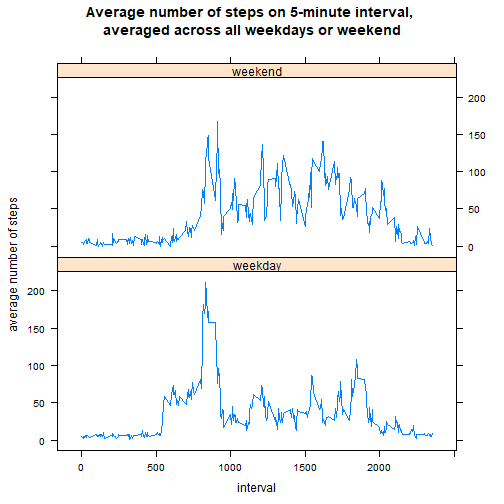 Average number of steps on 5-minute interval,
averaged across all weekdays or weekend
weekend
200
150
100
50
0
weekday
200
150
100
50
0
average number of steps
0 500 1000 1500 2000
interval